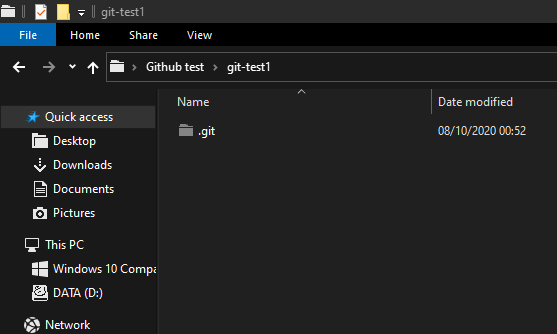 git-test1
File Home Share View
Github test git-test1
Name Date modified
Quick access
.git 08/10/2020 00:52
Desktop
Downloads
Documents
Pictures
This PC
Windows 10 Compa
DATA (D:)
Network